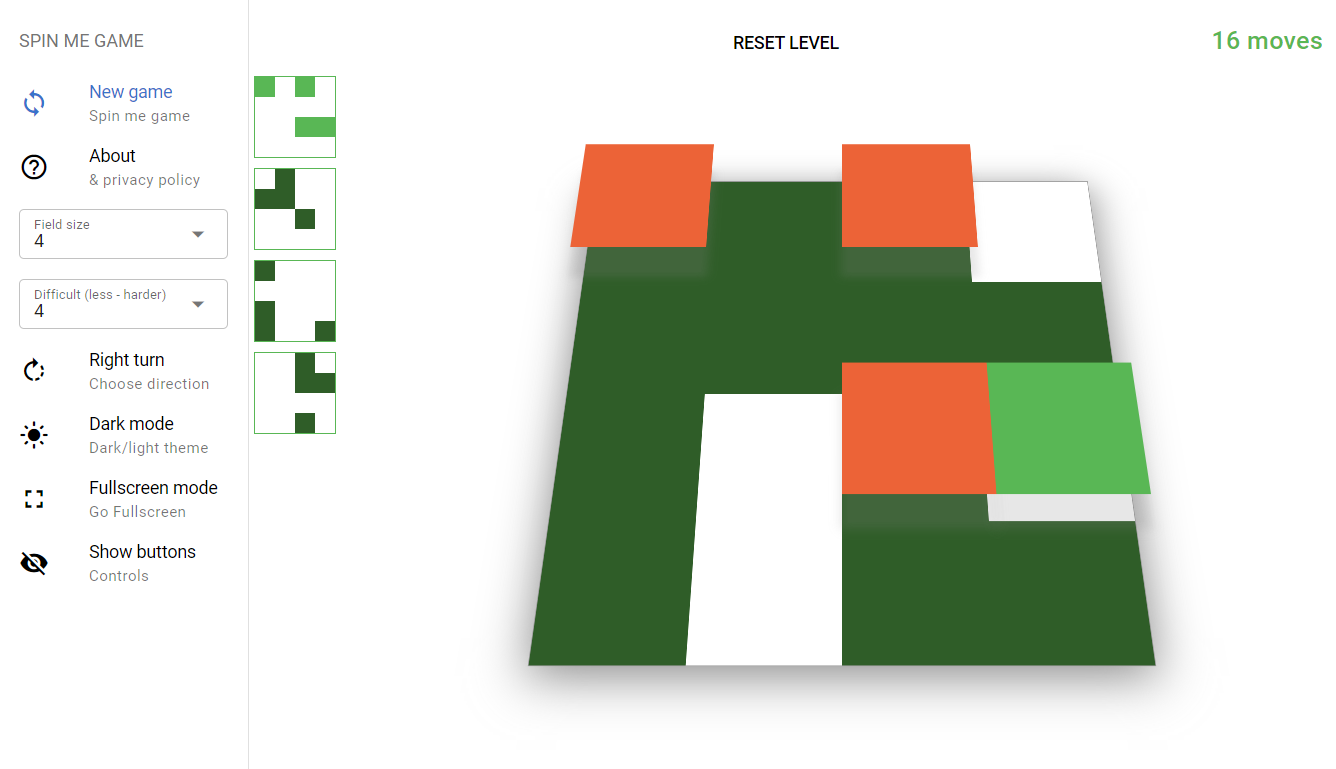 SPIN ME GAME
RESET LEVEL
16 moves
New game
Spin me game
About
& privacy policy
Field size
4
Difficult (less - harder)
4
Right turn
Choose direction
Dark mode
Dark/light theme
Fullscreen mode
Go Fullscreen
Show buttons
Controls